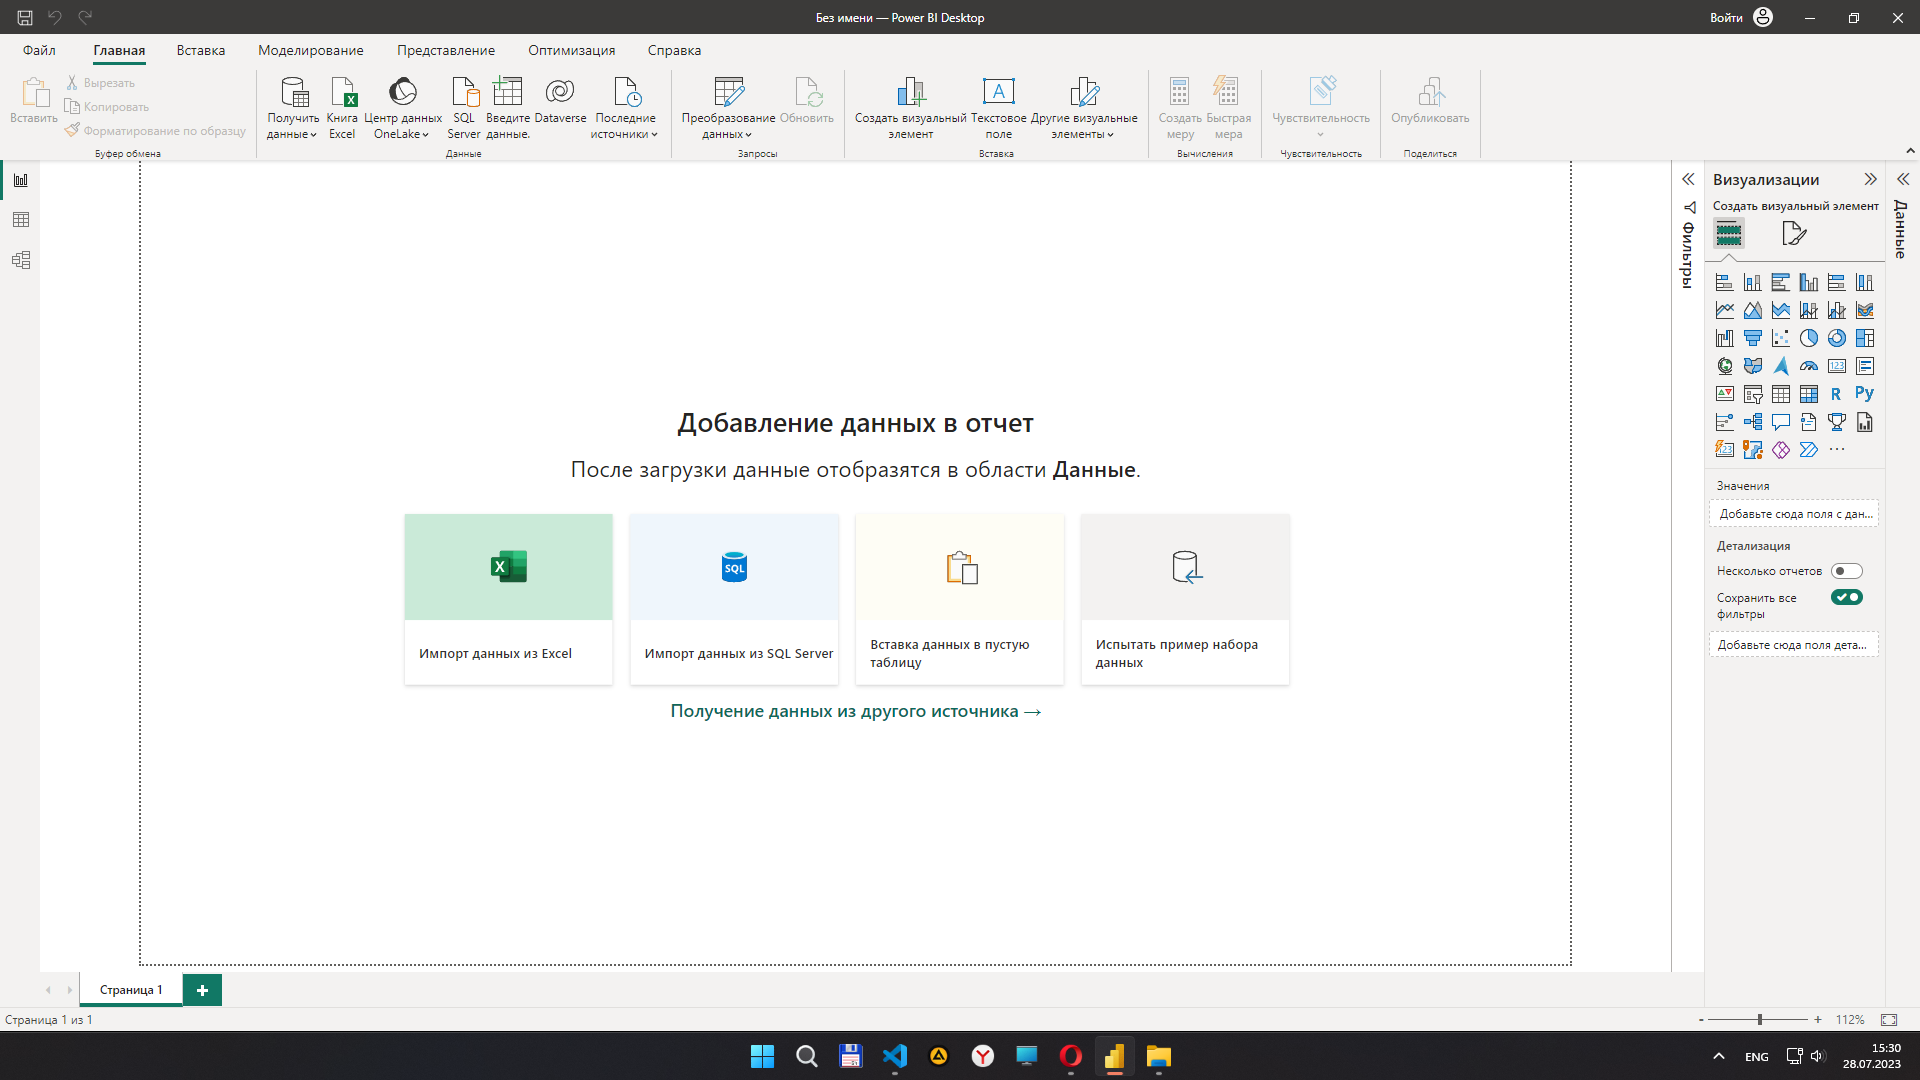 Без имени — Power BI Desktop
Войти
Файл
Главная
Вставка
Моделирование
Представление
Оптимизация
Справка
Вставить
Вырезать
Копировать
Форматирование по образцу
Буфер обмена
Получить
данные
Книга
Excel
Центр данных
OneLake
SQL
Server
Введите
данные.
Dataverse
Последние
источники
Данные
Преобразование
данных
Обновить
Запросы
Создать визуальный
элемент
A
Текстовое
поле
Другие визуальные
элементы
Вставка
Создать
меру
Быстрая
мера
Вычисления
Чувствительность
Чувствительность
Опубликовать
Поделиться
Фильтры
Визуализации
Создать визуальный элемент
Данные
123
R
Py
123
Значения
Добавьте сюда поля с дан...
Детализация
Несколько отчетов
Сохранить все
фильтры
Добавьте сюда поля дета...
Добавление данных в отчет
После загрузки данные отобразятся в области Данные.
X
SQL
Импорт данных из Excel
Импорт данных из SQL Server
Вставка данных в пустую
таблицу
Испытать пример набора
данных
Получение данных из другого источника →
Страница 1
+
Страница 1 из 1
- + 112%
ENG
15:30
28.07.2023